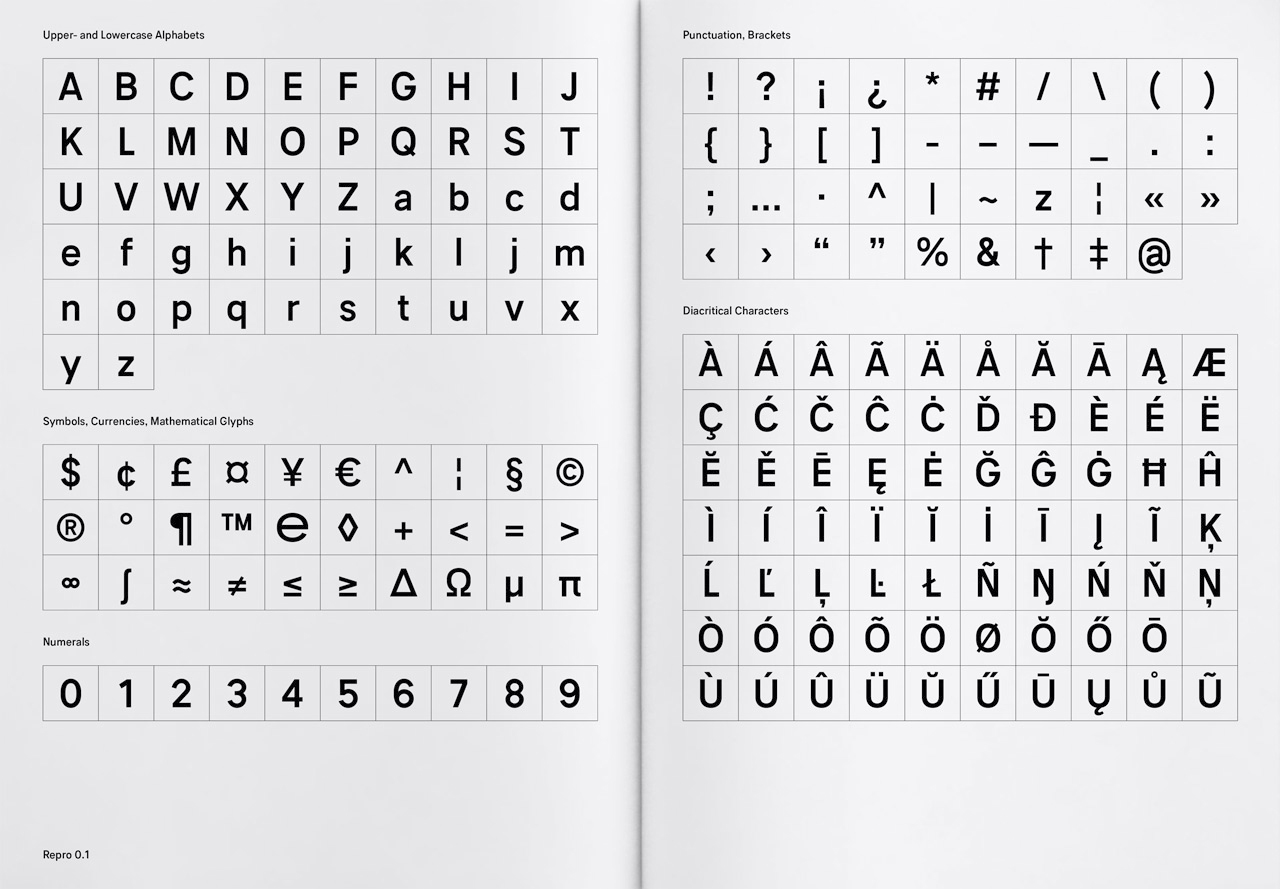 Upper- and Lowercase Alphabets
A B C D E F G H I J
K L M N O P Q R S T
U V W X Y Z a b c d
e f g h i j k l j m
n o p q r s t u v x
y z
Symbols, Currencies, Mathematical Glyphs
$ ¢ £ ¤ ¥ € ^ ¦ § ©
® ° ¶ ™ ℮ ◊ + < = >
∞ ∫ ≈ ≠ ≤ ≥ Δ Ω µ π
Numerals
0 1 2 3 4 5 6 7 8 9
Repro 0.1
Punctuation, Brackets
! ? ¡ ¿ * # / \ ( )
{ } [ ] - – — _ . :
; … · ^ | ~ z ¦ « »
‹ › “ ” % & † ‡ @
Diacritical Characters
À Á Â Ã Ä Å Ă Ā Ą Æ
Ç Ć Č Ĉ Ċ Ď Đ È É Ë
Ĕ Ě Ē Ę Ė Ğ Ĝ Ġ Ħ Ĥ
Ì Í Î Ï Ĭ İ Ī Į Ĩ Ķ
Ĺ Ľ Ļ Ŀ Ł Ñ Ŋ Ń Ň Ņ
Ò Ó Ô Õ Ö Ø Ŏ Ő Ō
Ù Ú Û Ü Ŭ Ű Ū Ų Ů Ũ